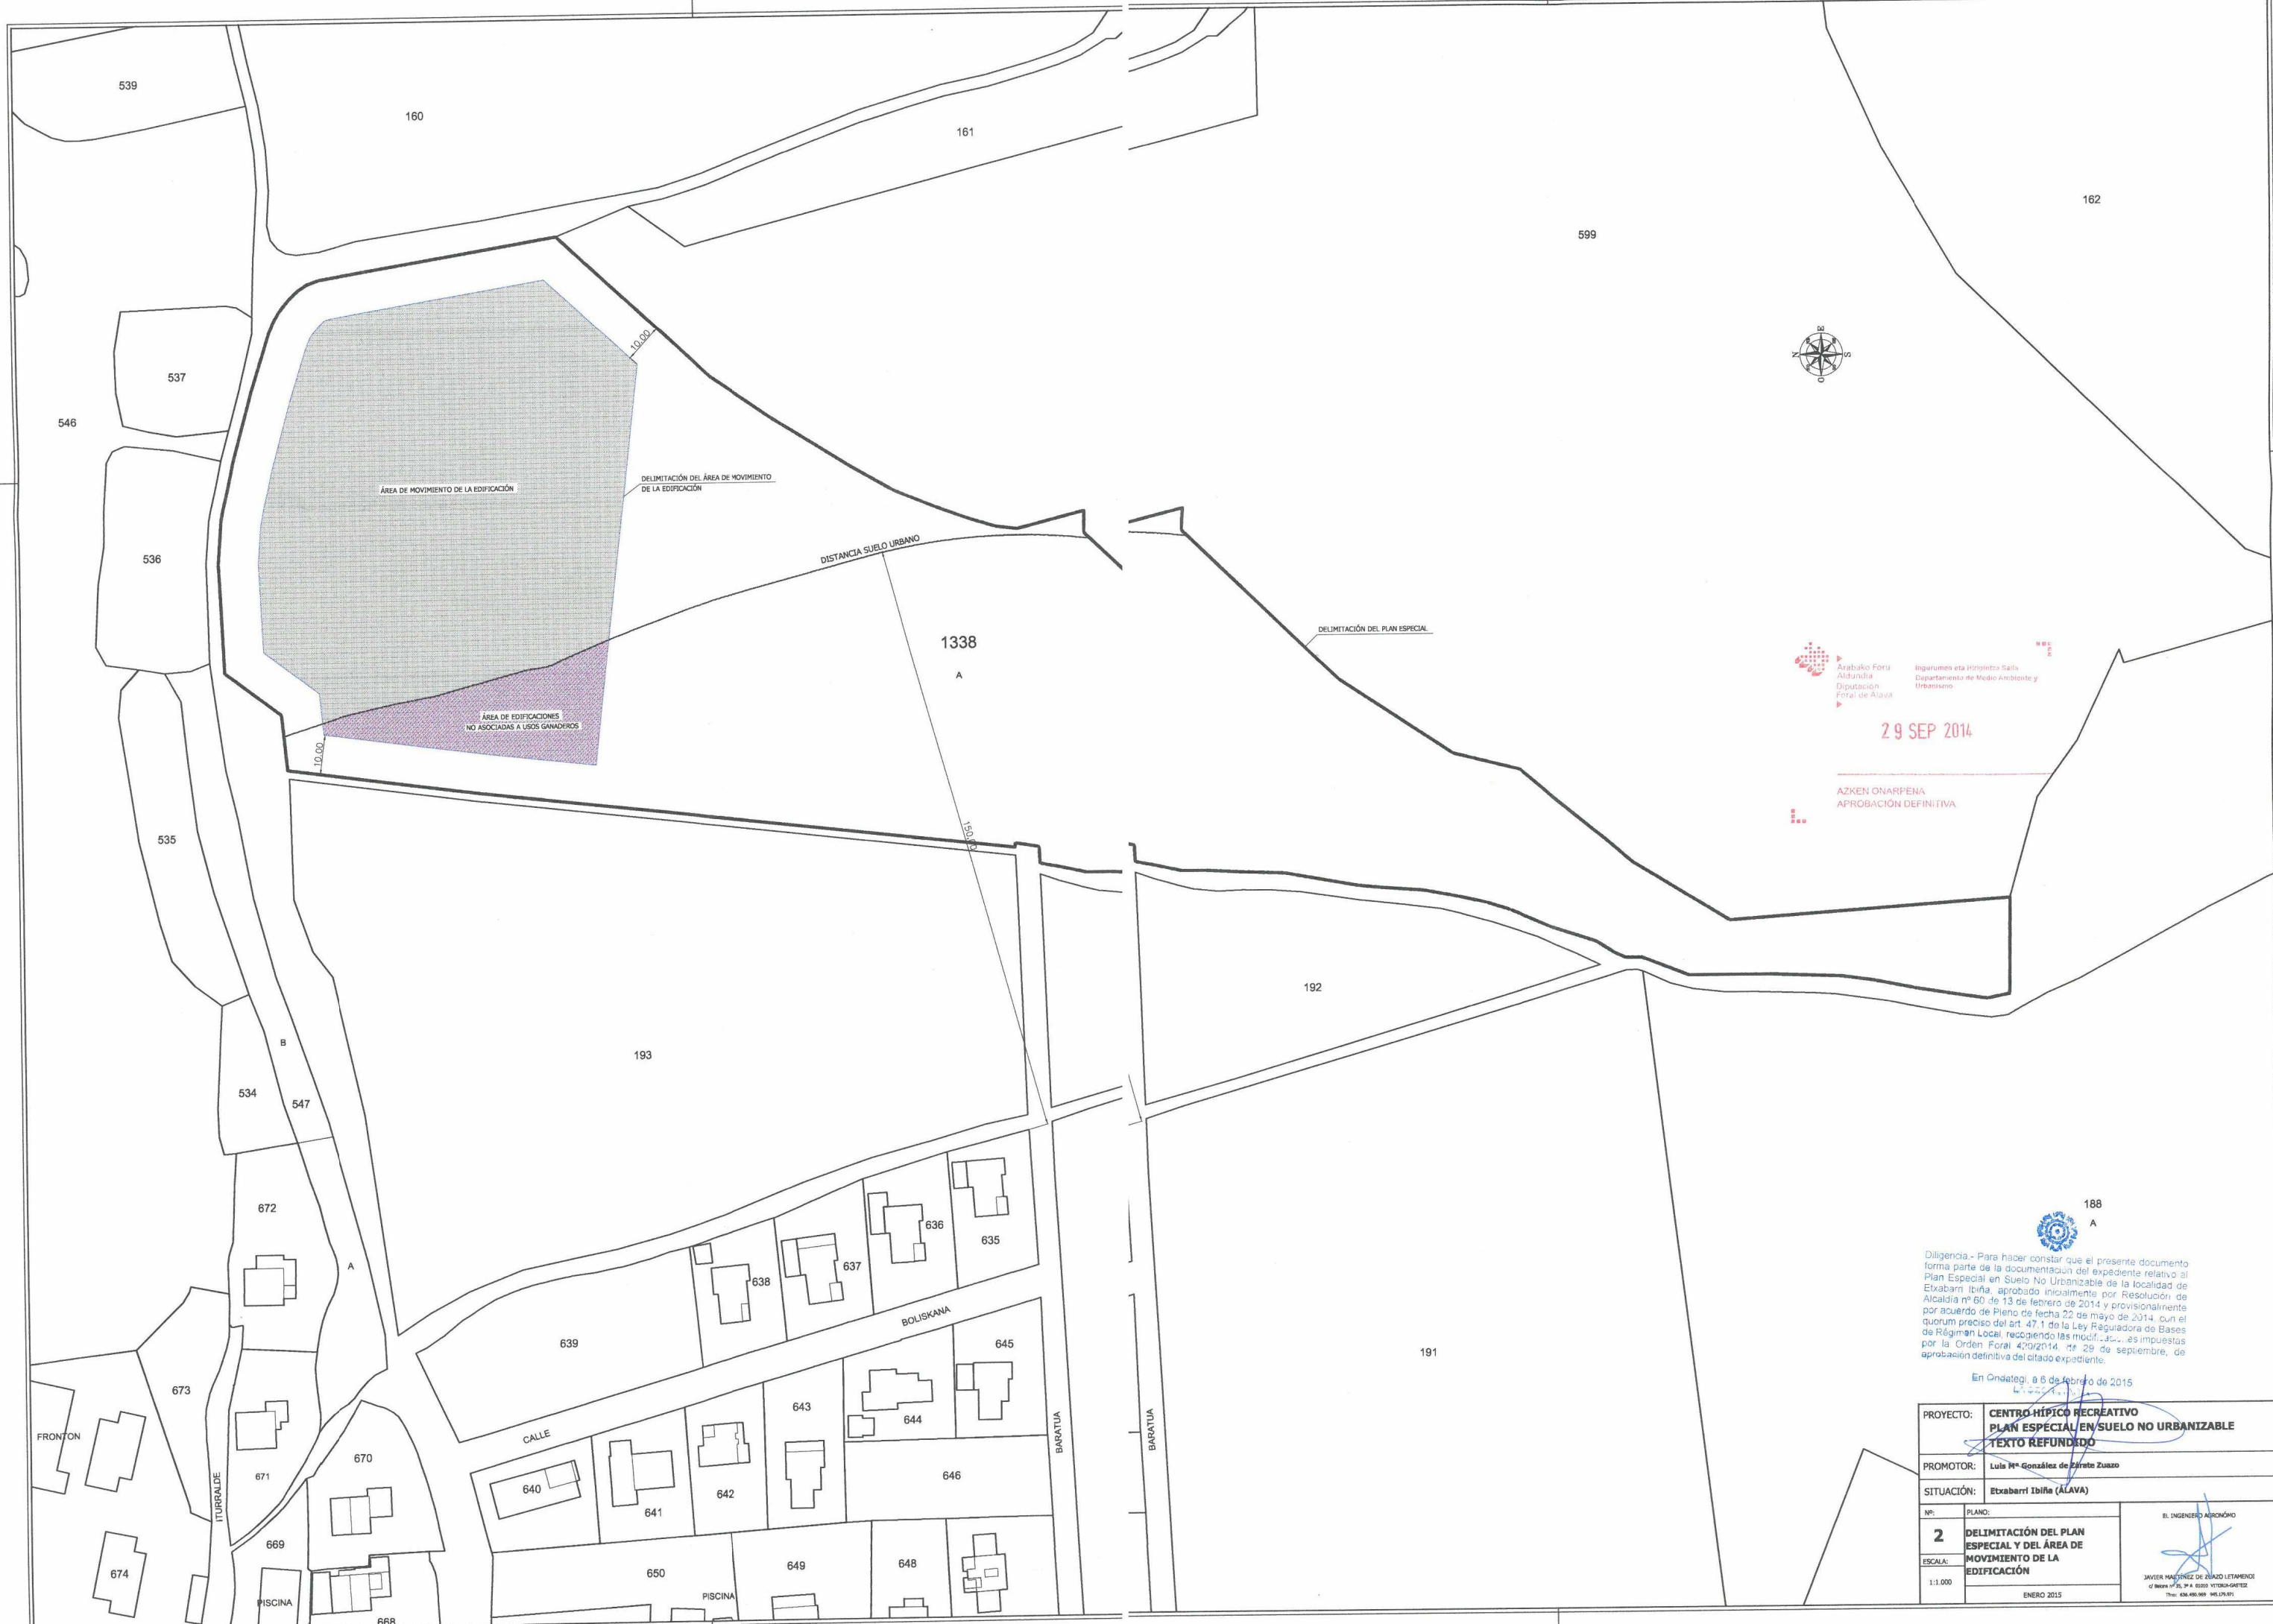 539
160
161
162
599
537
546
536
10.00
ÁREA DE MOVIMIENTO DE LA EDIFICACIÓN
DELIMITACIÓN DEL ÁREA DE MOVIMIENTO
DE LA EDIFICACIÓN
DISTANCIA SUELO URBANO
1338
A
DELIMITACIÓN DEL PLAN ESPECIAL
E
N
S
O
ÁREA DE EDIFICACIONES
NO ASOCIADAS A USOS GANADEROS
10.00
150.00
535
193
192
B
534
547
672
A
673
671
670
669
674
668
FRONTON
ITURRALDE
PISCINA
639
638
637
636
635
CALLE
BOLISKANA
640
641
642
643
644
645
646
650
649
648
PISCINA
BARATUA
BARATUA
191
188
A
Arabako Foru
Aldundia
Diputación
Foral de Álava
Ingurumen eta Hirigintza Saila
Departamento de Medio Ambiente y
Urbanismo
29 SEP 2014
AZKEN ONARPENA
APROBACIÓN DEFINITIVA
Diligencia.- Para hacer constar que el presente documento
forma parte de la documentación del expediente relativo al
Plan Especial en Suelo No Urbanizable de la localidad de
Etxabarri Ibiña, aprobado inicialmente por Resolución de
Alcaldía nº 60 de 13 de febrero de 2014 y provisionalmente
por acuerdo de Pleno de fecha 22 de mayo de 2014, con el
quorum preciso del art. 47.1 de la Ley Reguladora de Bases
de Régimen Local, recogiendo las modificaciones impuestas
por la Orden Foral 420/2014, de 29 de septiembre, de
aprobación definitiva del citado expediente.
En Ondategi, a 6 de febrero de 2015
PROYECTO: CENTRO HÍPICO RECREATIVO
PLAN ESPECIAL EN SUELO NO URBANIZABLE
TEXTO REFUNDIDO
PROMOTOR: Luis Mª González de Zárate Zuazo
SITUACIÓN: Etxabarri Ibiña (ÁLAVA)
Nº: 2
PLANO:
DELIMITACIÓN DEL PLAN
ESPECIAL Y DEL ÁREA DE
MOVIMIENTO DE LA
EDIFICACIÓN
ESCALA:
1:1.000
ENERO 2015
EL INGENIERO AGRONÓMO
JAVIER MARTÍNEZ DE ZUAZO LETAMENDI